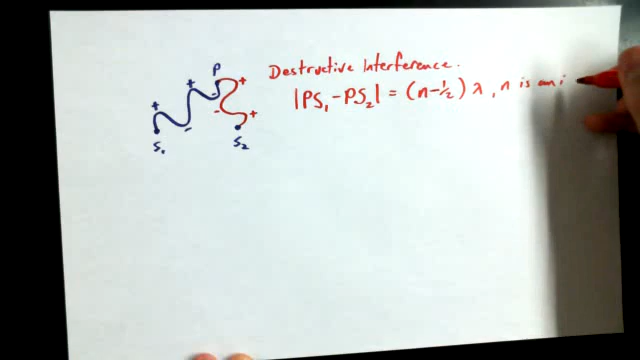 Destructive Interference.
|PS₁ - PS₂| = (n - 1/2) λ, n is an i
P
+
+
+
+
-
-
-
S₁
S₂